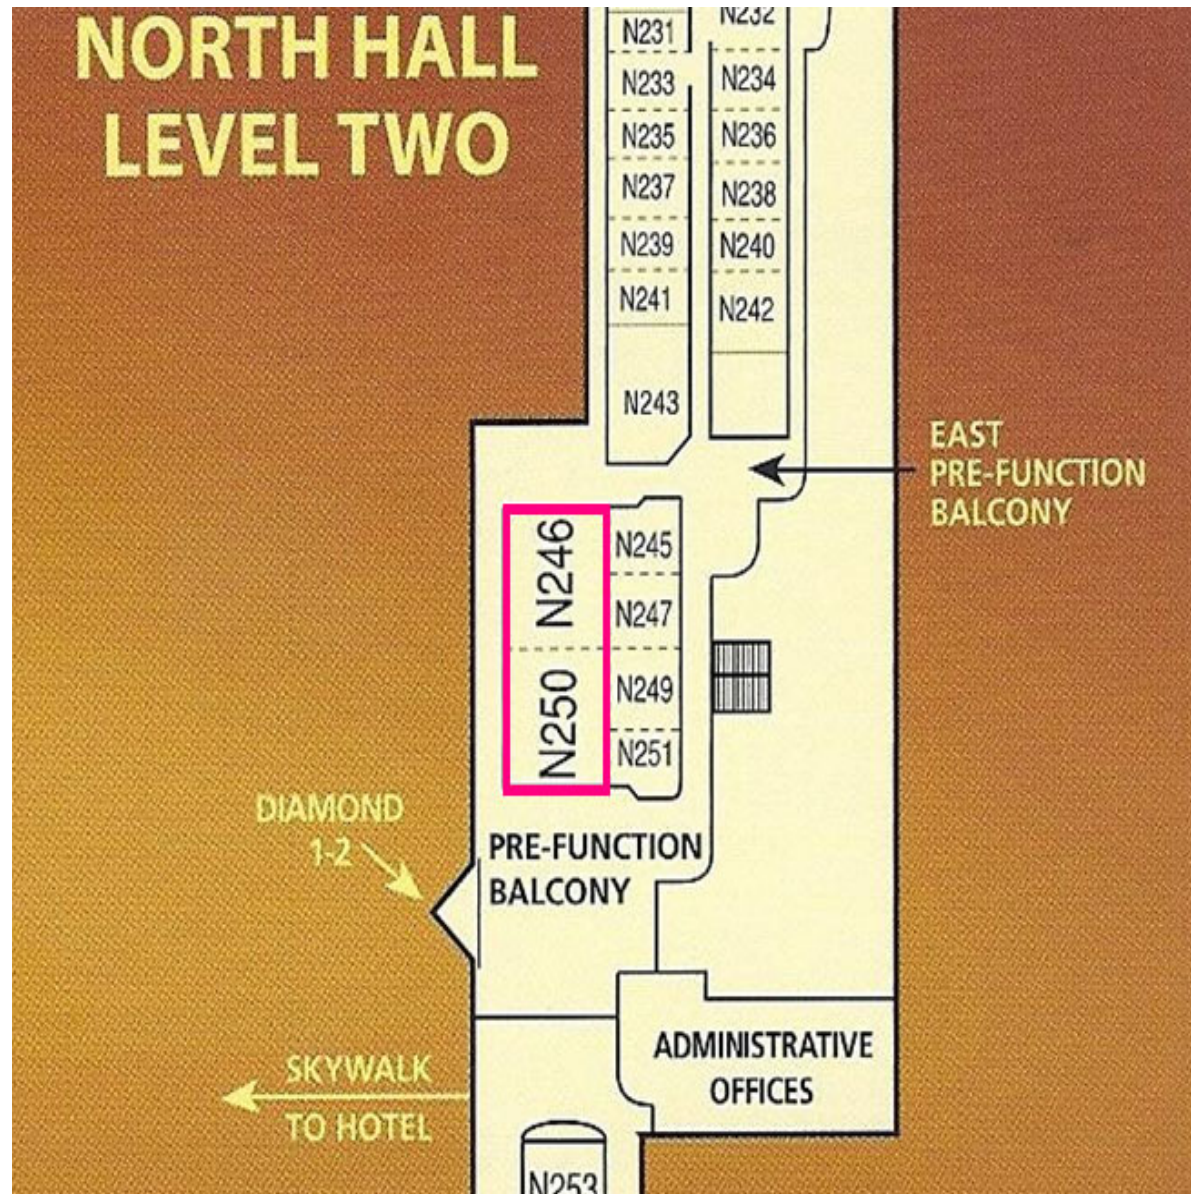 NORTH HALL
LEVEL TWO
N231
N232
N233
N234
N235
N236
N237
N238
N239
N240
N241
N242
N243
EAST
PRE-FUNCTION
BALCONY
N246
N245
N247
N250
N249
N251
DIAMOND
1-2
PRE-FUNCTION
BALCONY
ADMINISTRATIVE
OFFICES
SKYWALK
TO HOTEL
N253